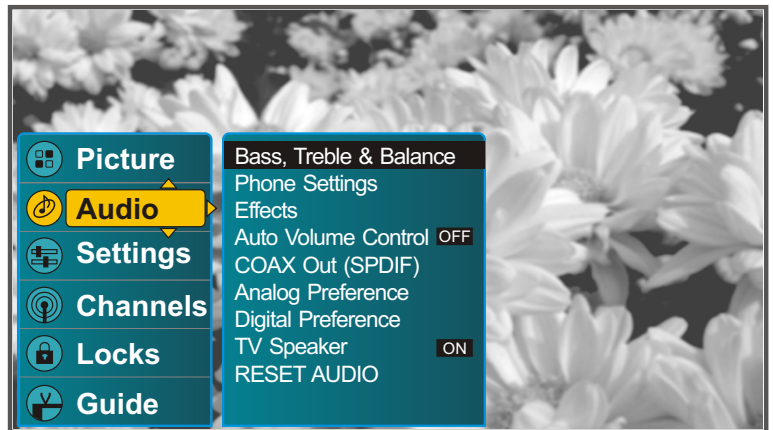 Picture
Audio
Settings
Channels
Locks
Guide
Bass, Treble & Balance
Phone Settings
Effects
Auto Volume Control OFF
COAX Out (SPDIF)
Analog Preference
Digital Preference
TV Speaker ON
RESET AUDIO